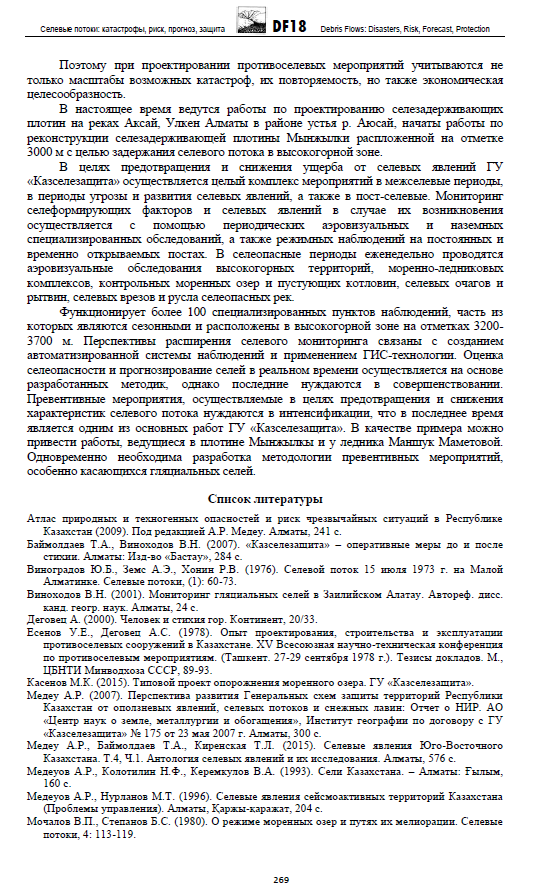 Селевые потоки: катастрофы, риск, прогноз, защита DF18 Debris Flows: Disasters, Risk, Forecast, Protection
Поэтому при проектировании противоселевых мероприятий учитываются не
только масштабы возможных катастроф, их повторяемость, но также экономическая
целесообразность.
В настоящее время ведутся работы по проектированию селезадерживающих
плотин на реках Аксай, Улкен Алматы в районе устья р. Аюсай, начаты работы по
реконструкции селезадерживающей плотины Мынжылки распложенной на отметке
3000 м с целью задержания селевого потока в высокогорной зоне.
В целях предотвращения и снижения ущерба от селевых явлений ГУ
«Казселезащита» осуществляется целый комплекс мероприятий в межселевые периоды,
в периоды угрозы и развития селевых явлений, а также в пост-селевые. Мониторинг
селеформирующих факторов и селевых явлений в случае их возникновения
осуществляется с помощью периодических аэровизуальных и наземных
специализированных обследований, а также режимных наблюдений на постоянных и
временно открываемых постах. В селеопасные периоды еженедельно проводятся
аэровизуальные обследования высокогорных территорий, моренно-ледниковых
комплексов, контрольных моренных озер и пустующих котловин, селевых очагов и
рытвин, селевых врезов и русла селеопасных рек.
Функционирует более 100 специализированных пунктов наблюдений, часть из
которых являются сезонными и расположены в высокогорной зоне на отметках 3200-
3700 м. Перспективы расширения селевого мониторинга связаны с созданием
автоматизированной системы наблюдений и применением ГИС-технологии. Оценка
селеопасности и прогнозирование селей в реальном времени осуществляется на основе
разработанных методик, однако последние нуждаются в совершенствовании.
Превентивные мероприятия, осуществляемые в целях предотвращения и снижения
характеристик селевого потока нуждаются в интенсификации, что в последнее время
является одним из основных работ ГУ «Казселезащита». В качестве примера можно
привести работы, ведущиеся в плотине Мынжылкы и у ледника Маншук Маметовой.
Одновременно необходима разработка методологии превентивных мероприятий,
особенно касающихся гляциальных селей.
Список литературы
Атлас природных и техногенных опасностей и риск чрезвычайных ситуаций в Республике
Казахстан (2009). Под редакцией А.Р. Медеу. Алматы, 241 с.
Баймолдаев Т.А., Виноходов В.Н. (2007). «Казселезащита» – оперативные меры до и после
стихии. Алматы: Изд-во «Бастау», 284 с.
Виноградов Ю.Б., Земс А.Э., Хонин Р.В. (1976). Селевой поток 15 июля 1973 г. на Малой
Алматинке. Селевые потоки, (1): 60-73.
Виноходов В.Н. (2001). Мониторинг гляциальных селей в Заилийском Алатау. Автореф. дисс.
канд. геогр. наук. Алматы, 24 с.
Деговец А. (2000). Человек и стихия гор. Континент, 20/33.
Есенов У.Е., Деговец А.С. (1978). Опыт проектирования, строительства и эксплуатации
противоселевых сооружений в Казахстане. XV Всесоюзная научно-техническая конференция
по противоселевым мероприятиям. (Ташкент. 27-29 сентября 1978 г.). Тезисы докладов. М.,
ЦБНТИ Минводхоза СССР, 89-93.
Касенов М.К. (2015). Типовой проект опорожнения моренного озера. ГУ «Казселезащита».
Медеу А.Р. (2007). Перспектива развития Генеральных схем защиты территорий Республики
Казахстан от оползневых явлений, селевых потоков и снежных лавин: Отчет о НИР. АО
«Центр наук о земле, металлургии и обогащения», Институт географии по договору с ГУ
«Казселезащита» № 175 от 23 мая 2007 г. Алматы, 300 с.
Медеу А.Р., Баймолдаев Т.А., Киренская Т.Л. (2015). Селевые явления Юго-Восточного
Казахстана. Т.4, Ч.1. Антология селевых явлений и их исследования. Алматы, 576 с.
Медеуов А.Р., Колотилин Н.Ф., Керемкулов В.А. (1993). Сели Казахстана. – Алматы: Ғылым,
160 с.
Медеуов А.Р., Нурланов М.Т. (1996). Селевые явления сейсмоактивных территорий Казахстана
(Проблемы управления). Алматы, Қаржы-каражат, 204 с.
Мочалов В.П., Степанов Б.С. (1980). О режиме моренных озер и путях их мелиорации. Селевые
потоки, 4: 113-119.
269